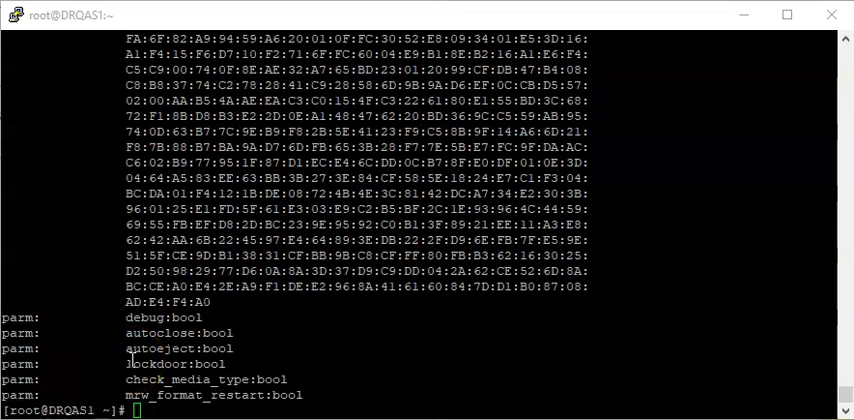 root@DRQAS1:~
FA:6F:82:A9:94:59:A6:20:01:0F:FC:30:52:E8:09:34:01:E5:3D:16:
A1:F4:15:F6:D7:10:F2:71:6F:FC:60:04:E9:B1:8E:B2:16:A1:E6:F4:
C5:C9:00:74:0F:8E:AE:32:A7:65:BD:23:01:20:99:CF:DB:47:B4:08:
C8:B8:37:74:C2:78:28:41:C9:28:58:6D:9B:9A:D6:EF:0C:CB:D5:57:
02:00:AA:B5:4A:AE:EA:C3:C0:15:4F:C3:22:61:80:E1:55:BD:3C:68:
72:F1:8B:D8:B3:E2:2D:0E:A1:48:47:62:20:BD:36:9C:C5:59:AB:95:
74:0D:63:B7:7C:9E:B9:F8:2B:5E:41:23:F9:C5:8B:9F:14:A6:6D:21:
F8:7B:88:B7:BA:9A:D7:6D:FB:65:3B:28:F7:7E:5B:E7:FC:9F:DA:AC:
C6:02:B9:77:95:1F:87:D1:EC:E4:6C:DD:0C:B7:8F:E0:DF:01:0E:3D:
04:64:A5:83:EE:63:BB:3B:27:3E:84:CF:58:5E:18:24:E7:C1:F3:04:
BC:DA:01:F4:12:1B:DE:08:72:4B:4E:3C:81:42:DC:A7:34:E2:30:3B:
96:01:25:E1:FD:5F:61:E3:03:E9:C2:B5:BF:2C:1E:93:96:4C:44:59:
69:55:FB:EF:D8:2D:BC:23:9E:95:92:C0:B1:3F:89:21:EE:11:A3:E8:
62:42:AA:6B:22:45:97:E4:64:89:3E:DB:22:2F:D9:6E:FB:7F:E5:9E:
51:5F:CE:9D:B1:38:31:CF:BB:9B:C8:CF:FF:80:FB:B3:62:16:30:25:
D2:50:98:29:77:D6:0A:8A:3D:37:D9:C9:DD:04:2A:62:CE:52:6D:8A:
BC:CE:A0:E4:2E:A9:F1:DE:E2:96:8A:41:61:60:84:7D:D1:B0:87:08:
AD:E4:F4:A0
parm: debug:bool
parm: autoclose:bool
parm: autoeject:bool
parm: lockdoor:bool
parm: check_media_type:bool
parm: mrw_format_restart:bool
[root@DRQAS1 ~]#